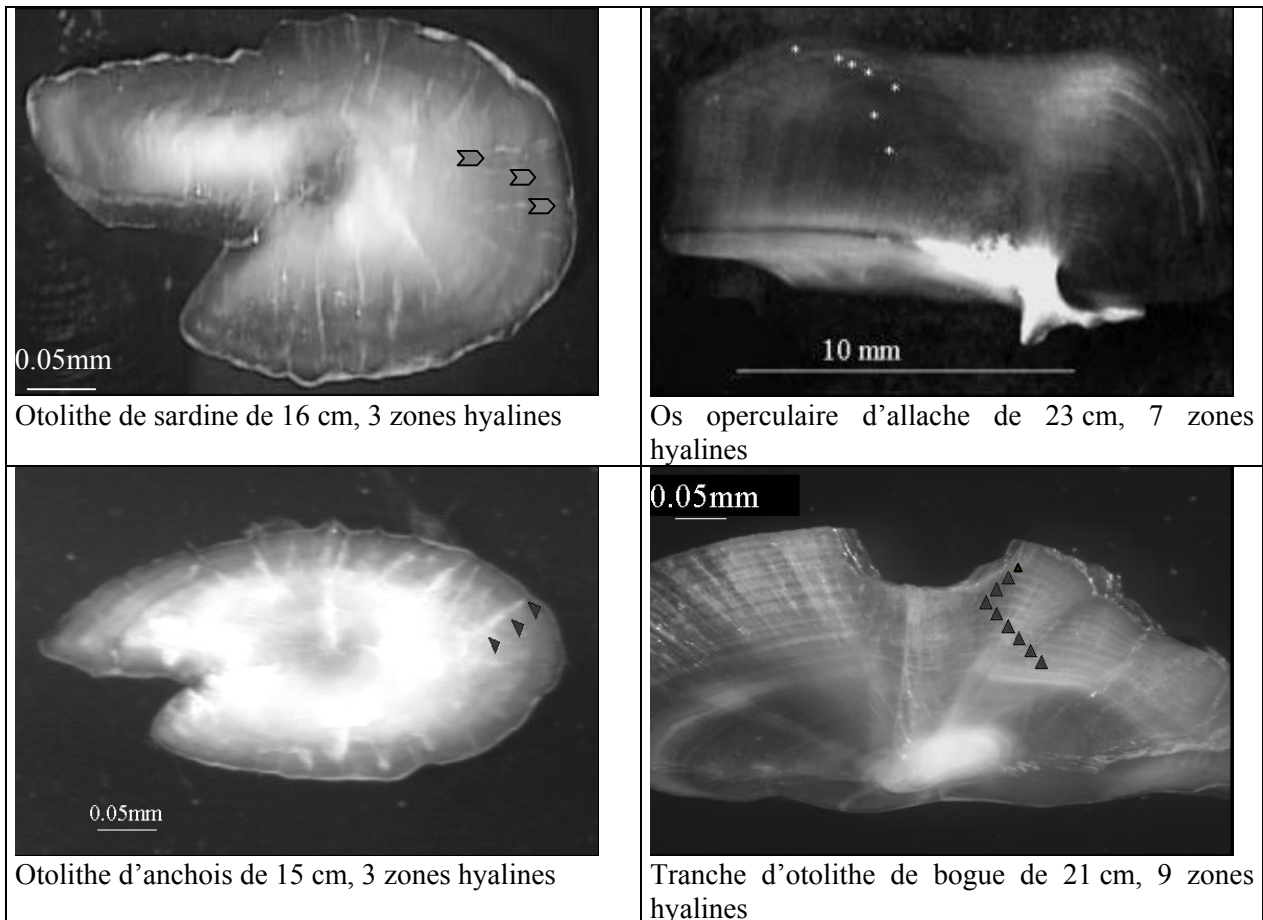 0.05mm
Otolithe de sardine de 16 cm, 3 zones hyalines
10 mm
Os operculaire d'allache de 23 cm, 7 zones
hyalines
0.05mm
Otolithe d'anchois de 15 cm, 3 zones hyalines
0.05mm
Tranche d'otolithe de bogue de 21 cm, 9 zones
hyalines